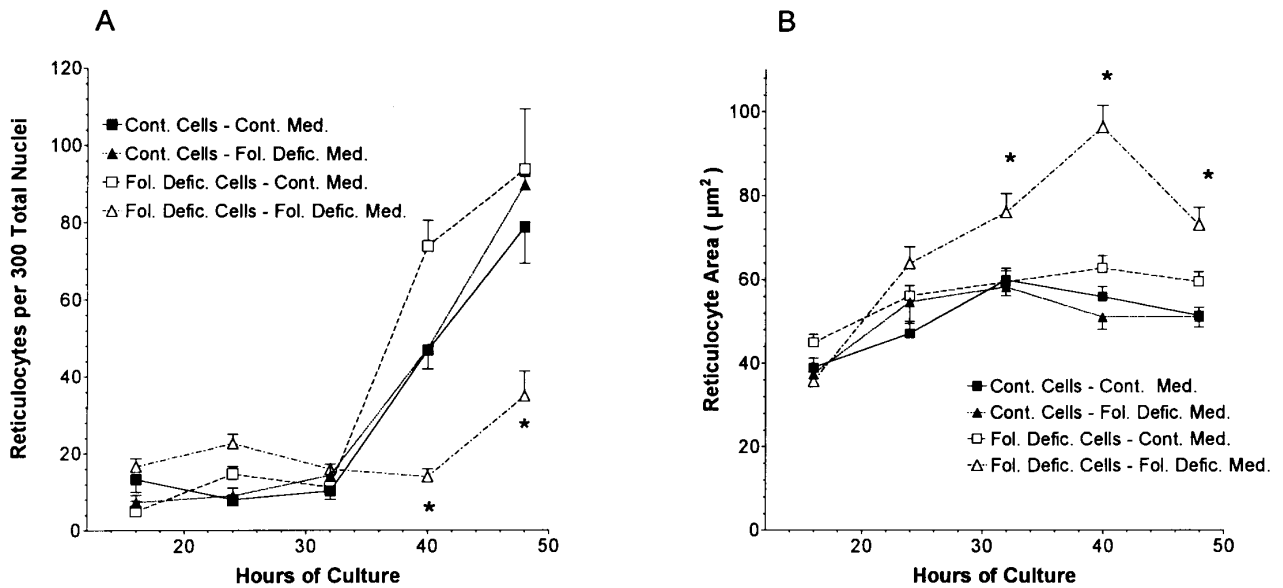 A
Reticulocytes per 300 Total Nuclei
120
100
80
60
40
20
0
Cont. Cells - Cont. Med.
Cont. Cells - Fol. Defic. Med.
Fol. Defic. Cells - Cont. Med.
Fol. Defic. Cells - Fol. Defic. Med.
*
*
20 30 40 50
Hours of Culture
B
Reticulocyte Area ( µm²)
100
80
60
40
20
0
*
*
*
Cont. Cells - Cont. Med.
Cont. Cells - Fol. Defic. Med.
Fol. Defic. Cells - Cont. Med.
Fol. Defic. Cells - Fol. Defic. Med.
20 30 40 50
Hours of Culture